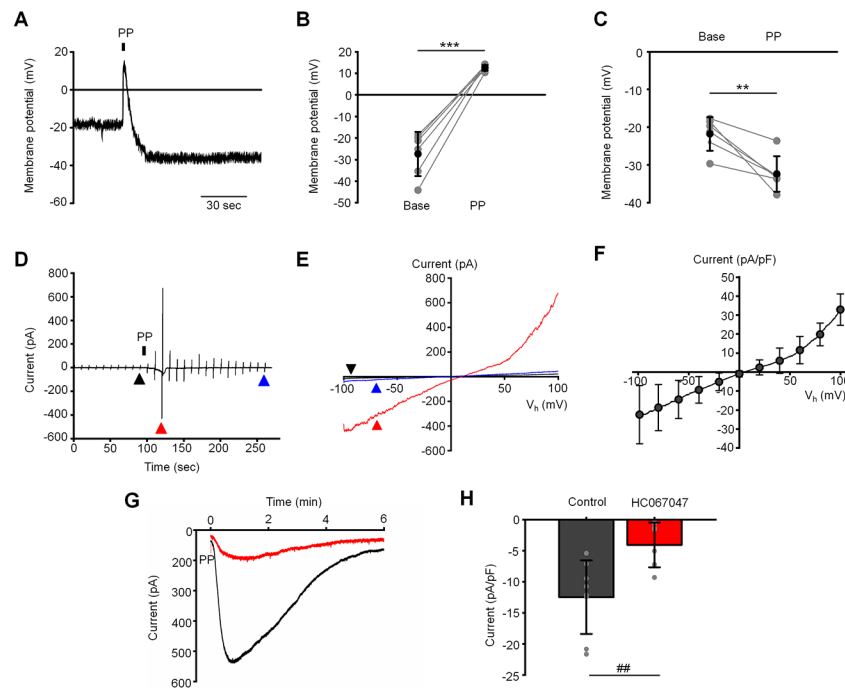 A
PP
Membrane potential (mV)
20
0
-20
-40
-60
30 sec
B
***
Membrane potential (mV)
20
10
0
-10
-20
-30
-40
-50
Base
PP
C
Base
PP
**
Membrane potential (mV)
0
-10
-20
-30
-40
D
PP
Current (pA)
800
600
400
200
0
-200
-400
-600
0
50
100
150
200
250
Time (sec)
E
Current (pA)
800
600
400
200
-100
-50
50
100
Vh (mV)
-200
-400
-600
F
Current (pA/pF)
50
40
30
20
10
0
-100
-50
50
100
Vh (mV)
-10
-20
-30
-40
G
Time (min)
0
2
4
6
PP
Current (pA)
0
100
200
300
400
500
600
H
Control
HC067047
Current (pA/pF)
0
-5
-10
-15
-20
-25
##